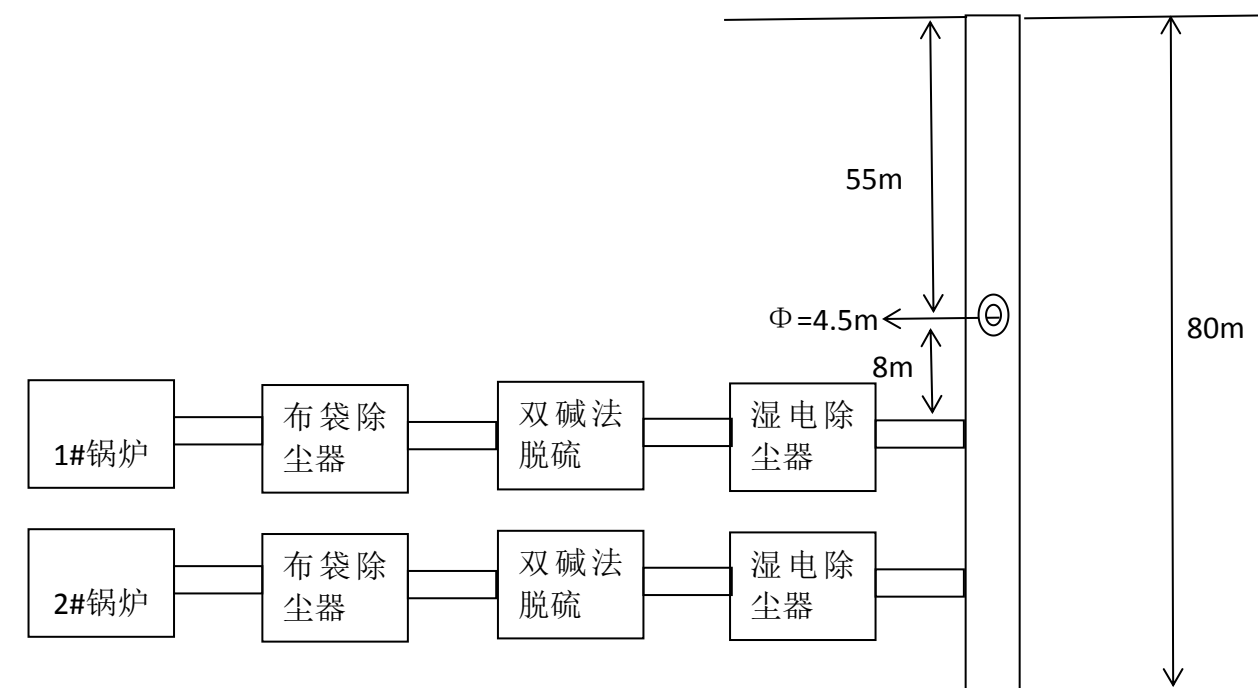 55m
Φ=4.5m
80m
8m
1#锅炉
布袋除
尘器
双碱法
脱硫
湿电除
尘器
2#锅炉
布袋除
尘器
双碱法
脱硫
湿电除
尘器